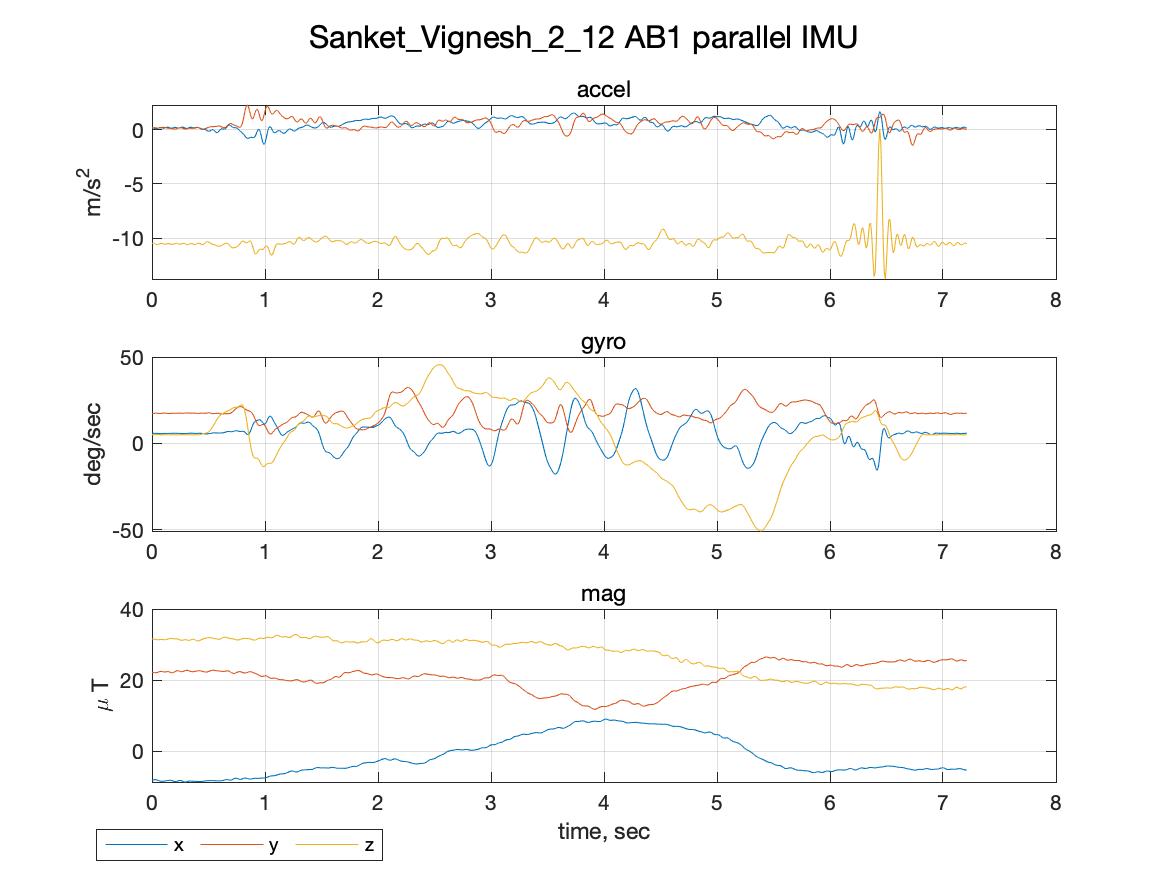 Sanket_Vignesh_2_12 AB1 parallel IMU
accel
m/s²
0
-5
-10
0 1 2 3 4 5 6 7 8
gyro
deg/sec
50
0
-50
0 1 2 3 4 5 6 7 8
mag
μ T
40
20
0
0 1 2 3 4 5 6 7 8
time, sec
x y z